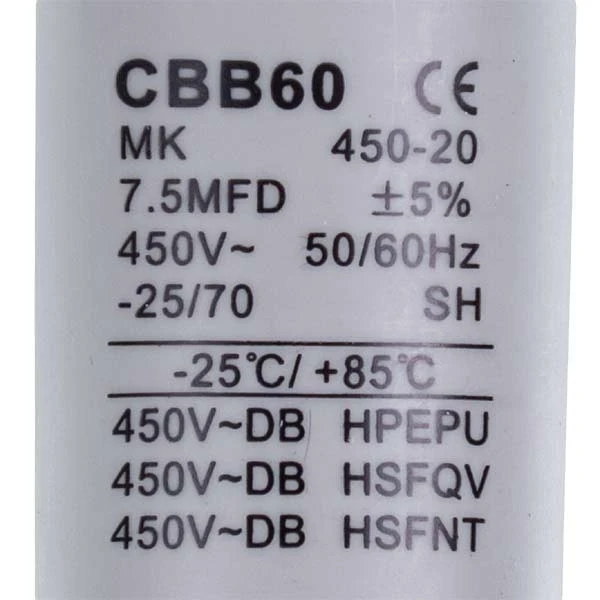 CBB60 CE
MK 450-20
7.5MFD ±5%
450V~ 50/60Hz
-25/70 SH
-25℃/ +85℃
450V~DB HPEPU
450V~DB HSFQV
450V~DB HSFNT